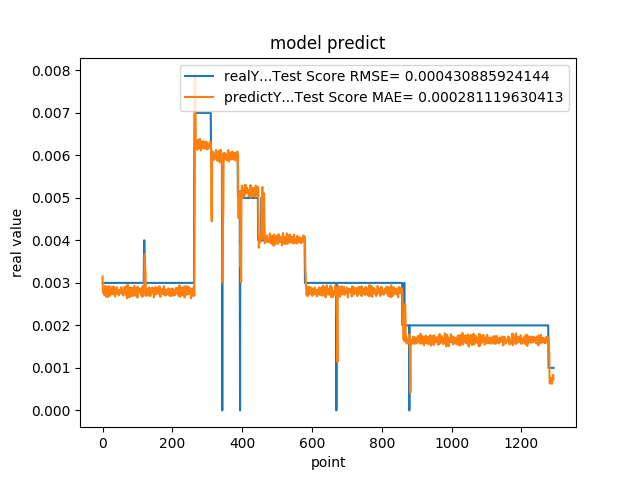 model predict
realY...Test Score RMSE= 0.000430885924144
predictY...Test Score MAE= 0.000281119630413
real value
0.008
0.007
0.006
0.005
0.004
0.003
0.002
0.001
0.000
0 200 400 600 800 1000 1200
point